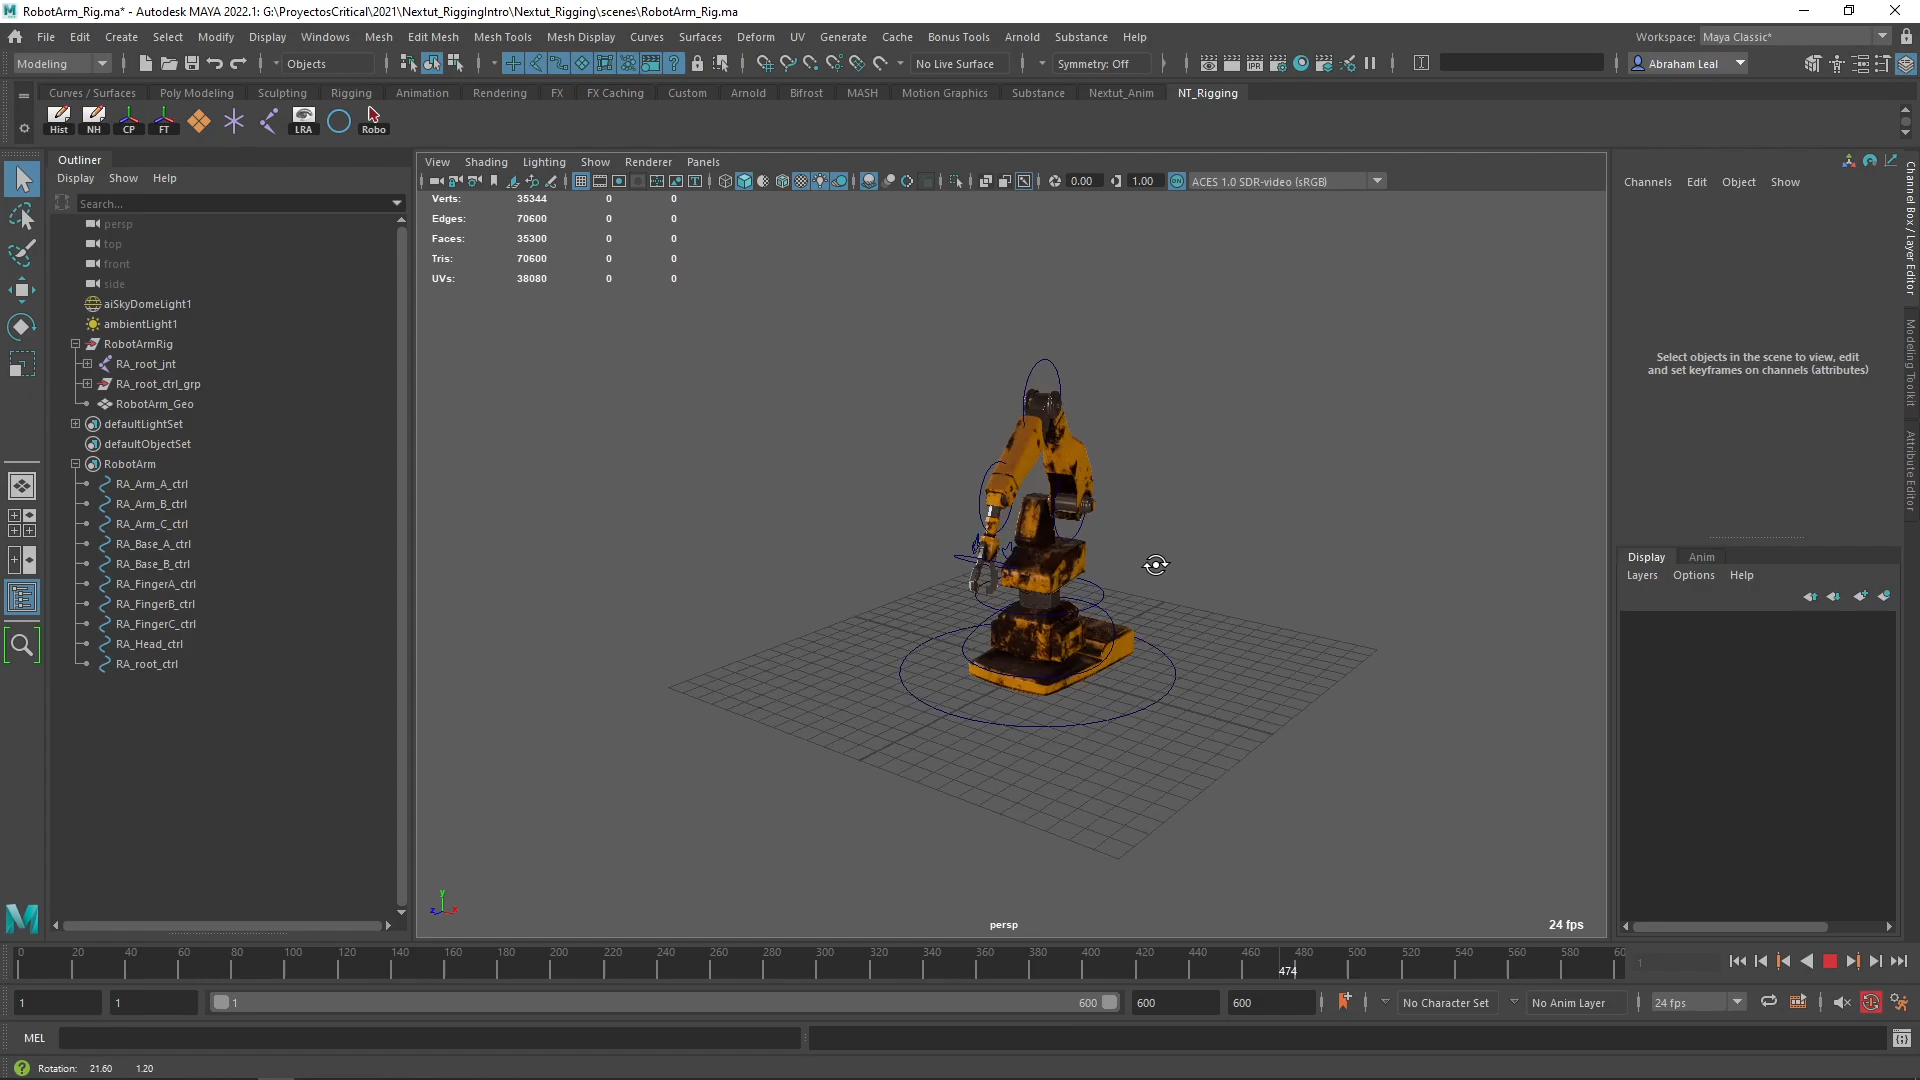 RobotArm_Rig.ma* - Autodesk MAYA 2022.1: G:\ProyectosCritical\2021\Nextut_RiggingIntro\Nextut_Rigging\scenes\RobotArm_Rig.ma
File Edit Create Select Modify Display Windows Mesh Edit Mesh Mesh Tools Mesh Display Curves Surfaces Deform UV Generate Cache Bonus Tools Arnold Substance Help
Workspace: Maya Classic*
Modeling Objects No Live Surface Symmetry: Off Abraham Leal
Curves / Surfaces Poly Modeling Sculpting Rigging Animation Rendering FX FX Caching Custom Arnold Bifrost MASH Motion Graphics Substance Nextut_Anim NT_Rigging
Hist NH CP FT LRA Robo
Outliner
Display Show Help
Search...
persp
top
front
side
aiSkyDomeLight1
ambientLight1
RobotArmRig
RA_root_jnt
RA_root_ctrl_grp
RobotArm_Geo
defaultLightSet
defaultObjectSet
RobotArm
RA_Arm_A_ctrl
RA_Arm_B_ctrl
RA_Arm_C_ctrl
RA_Base_A_ctrl
RA_Base_B_ctrl
RA_FingerA_ctrl
RA_FingerB_ctrl
RA_FingerC_ctrl
RA_Head_ctrl
RA_root_ctrl
View Shading Lighting Show Renderer Panels
0.00 1.00 ON ACES 1.0 SDR-video (sRGB)
Verts: 35344 0 0
Edges: 70600 0 0
Faces: 35300 0 0
Tris: 70600 0 0
UVs: 38080 0 0
y
z x
persp
24 fps
Channels Edit Object Show
Select objects in the scene to view, edit
and set keyframes on channels (attributes)
Display Anim
Layers Options Help
Channel Box / Layer Editor
Modeling Toolkit
Attribute Editor
0 20 40 60 80 100 120 140 160 180 200 220 240 260 280 300 320 340 360 380 400 420 440 460 480 500 520 540 560 580 60
474
1
1 1 1 600 600 600 No Character Set No Anim Layer 24 fps
MEL
Rotation: 21.60 1.20